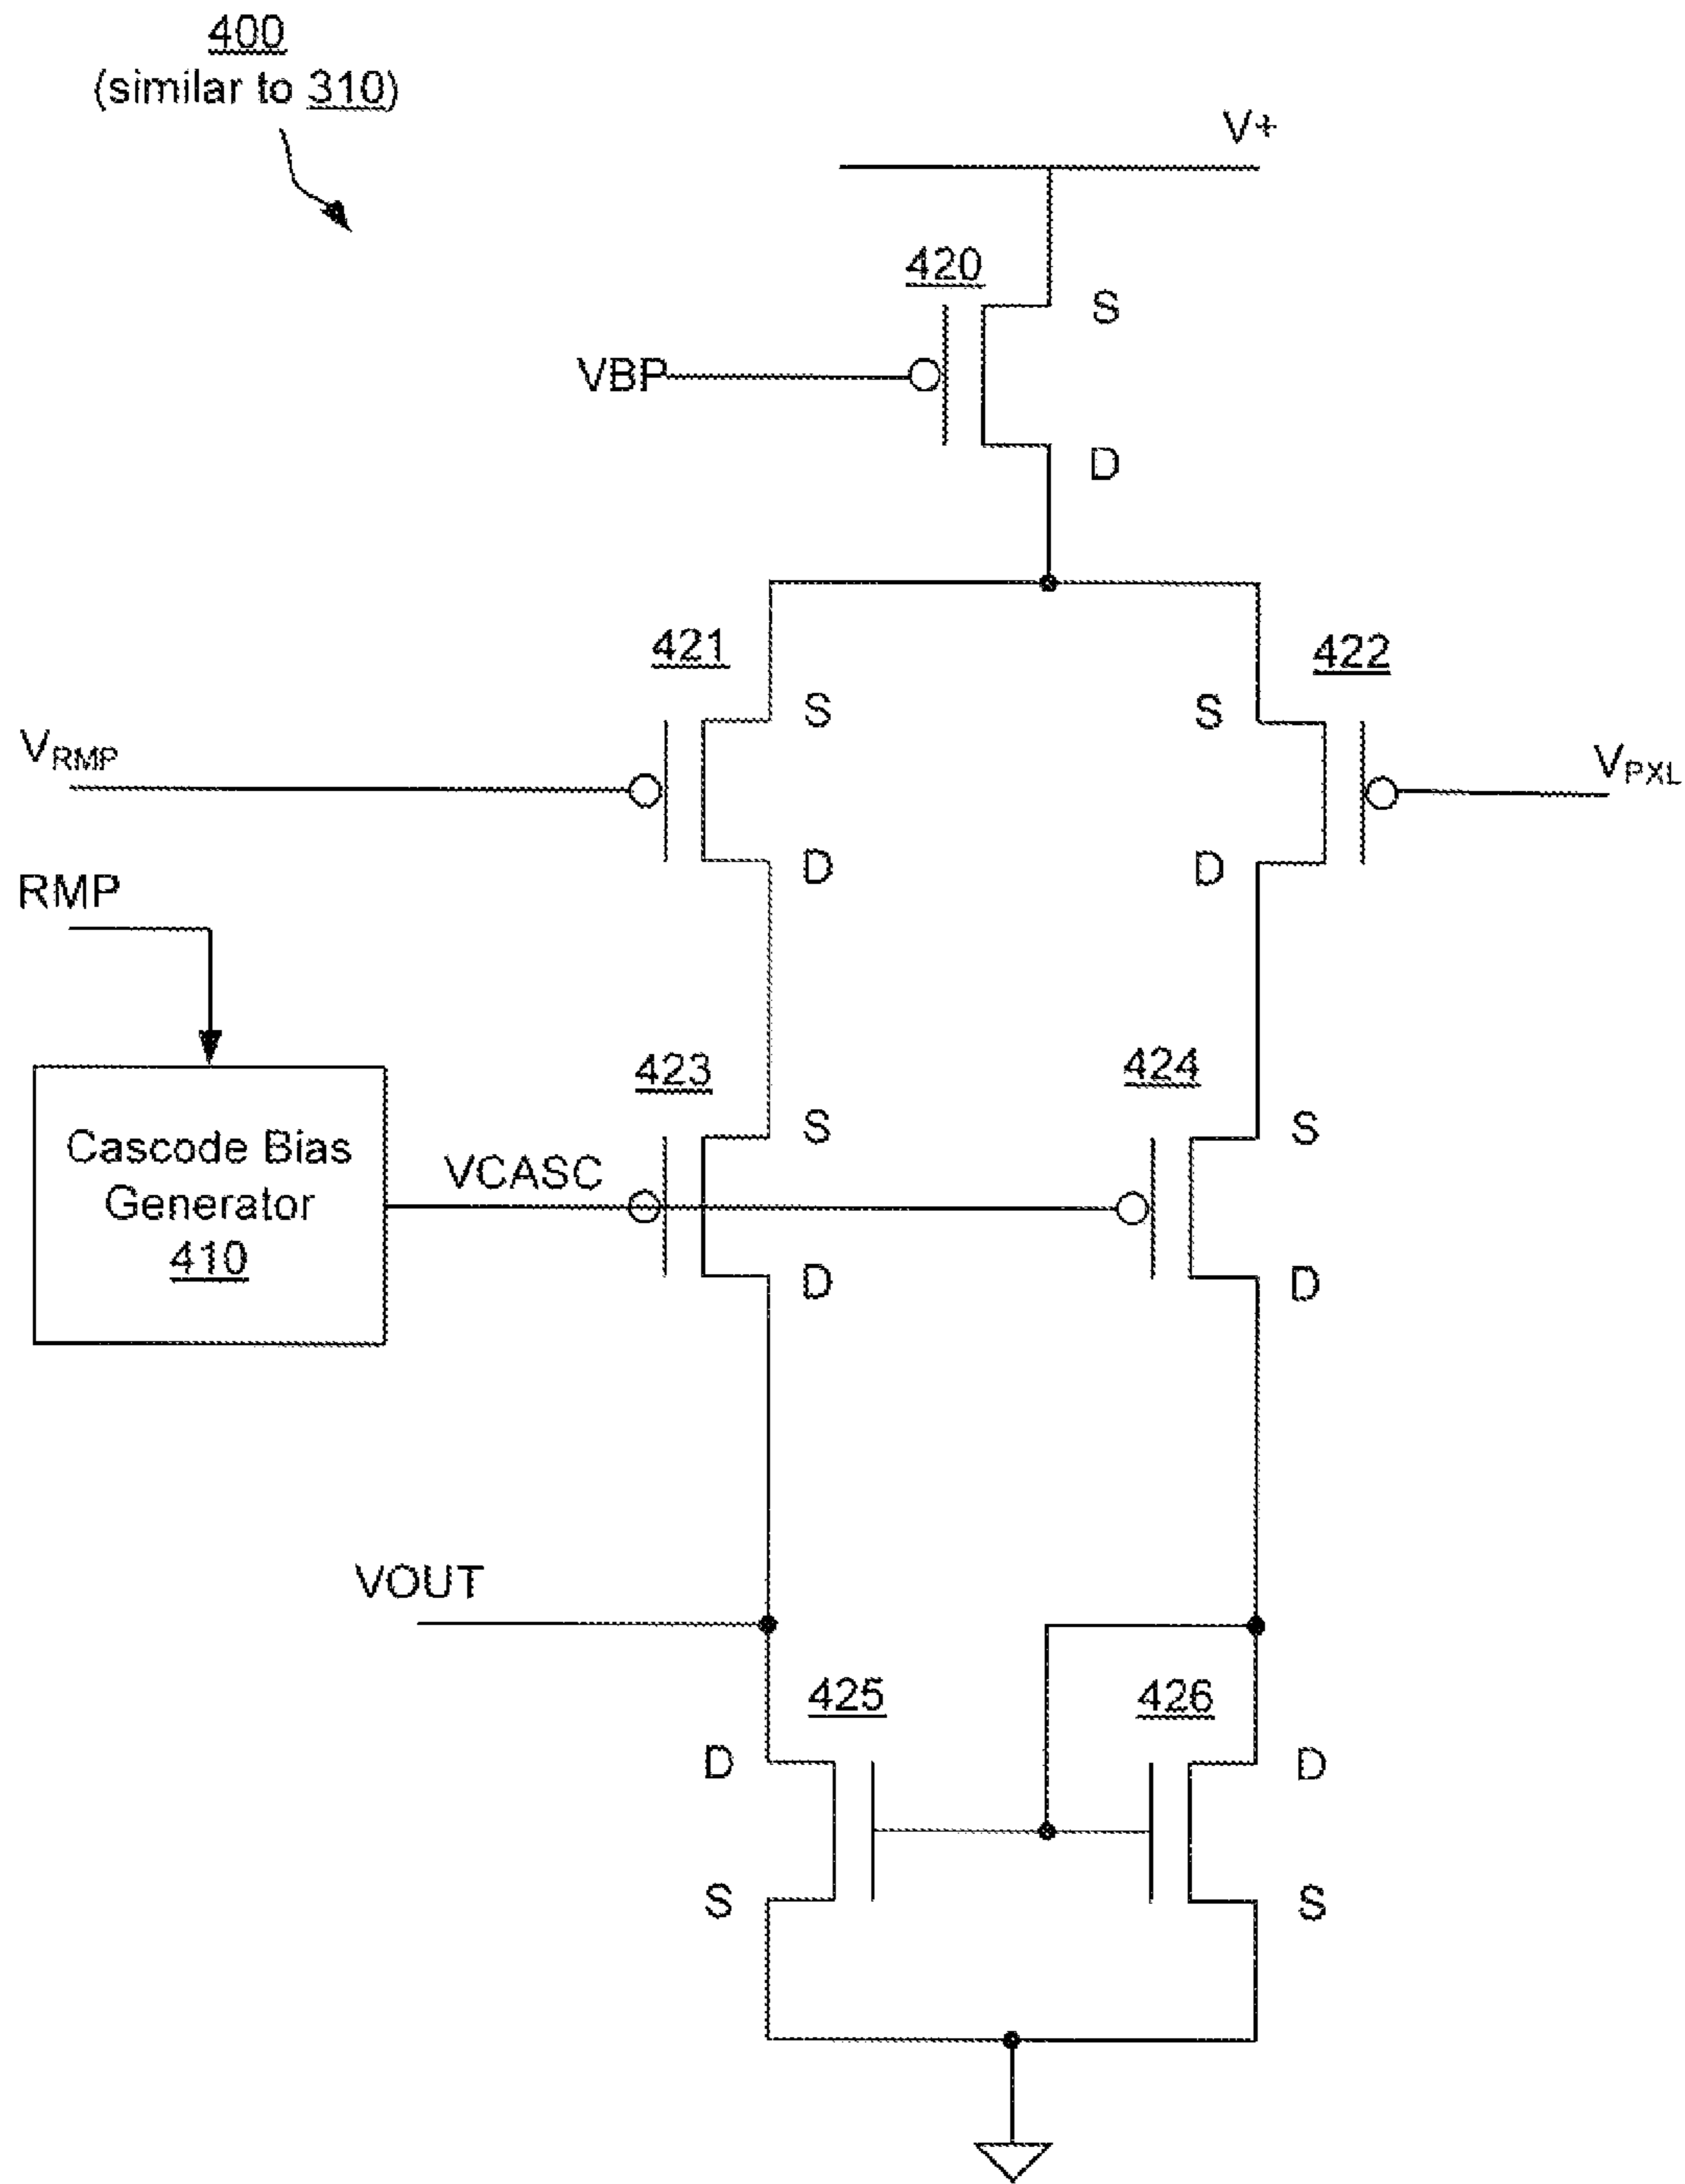 400
(similar to 310)
V+
420
S
VBP
D
421
422
S
S
VRMP
VPXL
D
D
RMP
423
424
S
S
Cascode Bias
Generator
410
VCASC
D
D
VOUT
425
426
D
D
S
S